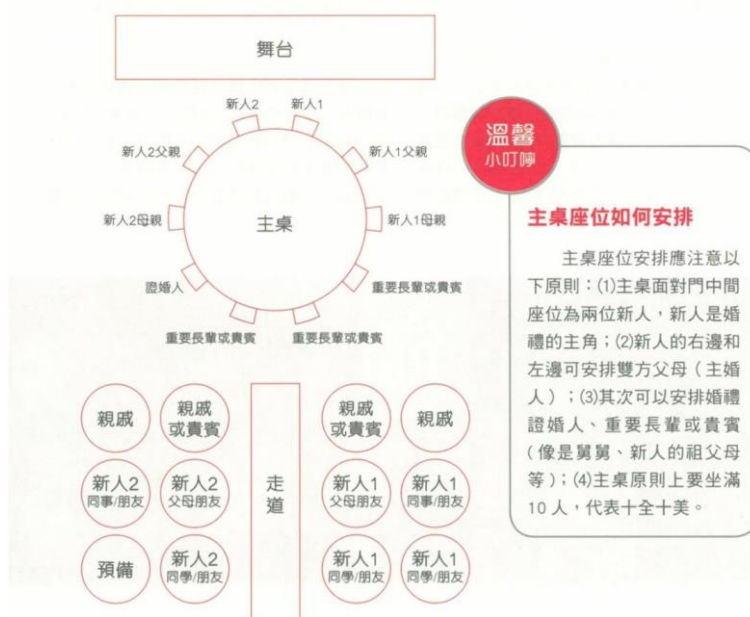 舞台
新人2
新人1
新人2父親
新人1父親
新人2母親
主桌
新人1母親
證婚人
重要長輩或貴賓
重要長輩或貴賓
重要長輩或貴賓
親戚
親戚
或貴賓
親戚
或貴賓
親戚
新人2
同事/朋友
新人2
父母朋友
走
道
新人1
父母朋友
新人1
同事/朋友
預備
新人2
同學/朋友
新人1
同學/朋友
新人1
同學/朋友
溫馨
小叮嚀
主桌座位如何安排
主桌座位安排應注意以
下原則：(1)主桌面對門中間
座位為兩位新人，新人是婚
禮的主角；(2)新人的右邊和
左邊可安排雙方父母（主婚
人）；(3)其次可以安排婚禮
證婚人、重要長輩或貴賓
（像是舅舅、新人的祖父母
等）；(4)主桌原則上要坐滿
10 人，代表十全十美。